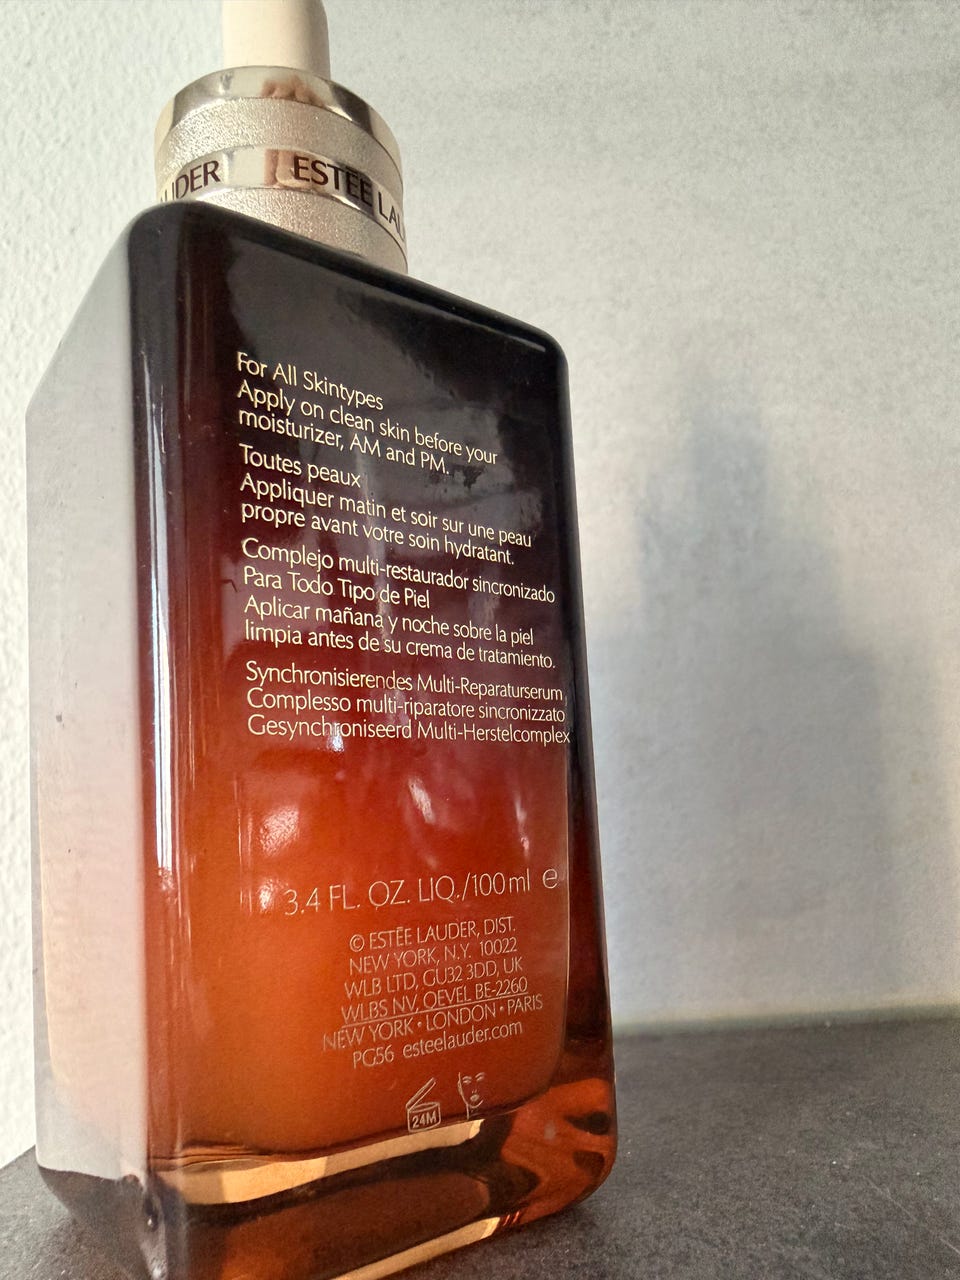 UDER ESTĒE LAU
For All Skintypes
Apply on clean skin before your
moisturizer, AM and PM.
Toutes peaux
Appliquer matin et soir sur une peau
propre avant votre soin hydratant.
Complejo multi-restaurador sincronizado
Para Todo Tipo de Piel
Aplicar mañana y noche sobre la piel
limpia antes de su crema de tratamiento.
Synchronisierendes Multi-Reparaturserum
Complesso multi-riparatore sincronizzato
Gesynchroniseerd Multi-Herstelcomplex
3.4 FL. OZ. LIQ./100 ml ℮
© ESTĒE LAUDER, DIST.
NEW YORK, N.Y. 10022
WLB LTD, GU32 3DD, UK
WLBS NV, OEVEL BE-2260
NEW YORK • LONDON • PARIS
PG56 esteelauder.com
24M